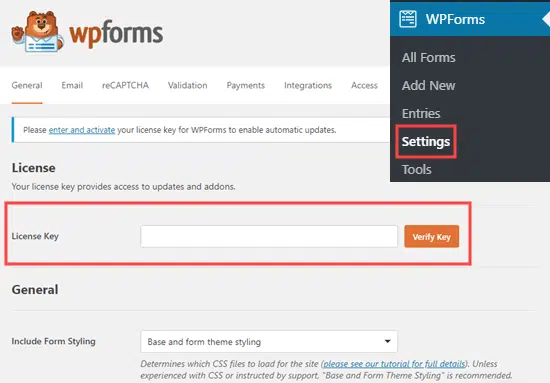 wpforms
WPForms
All Forms
Add New
Entries
Settings
Tools
General Email reCAPTCHA Validation Payments Integrations Access
Please enter and activate your license key for WPForms to enable automatic updates.
License
Your license key provides access to updates and addons.
License Key Verify Key
General
Include Form Styling Base and form theme styling
Determines which CSS files to load for the site (please see our tutorial for full details). Unless
experienced with CSS or instructed by support, "Base and Form Theme Styling" is recommended.